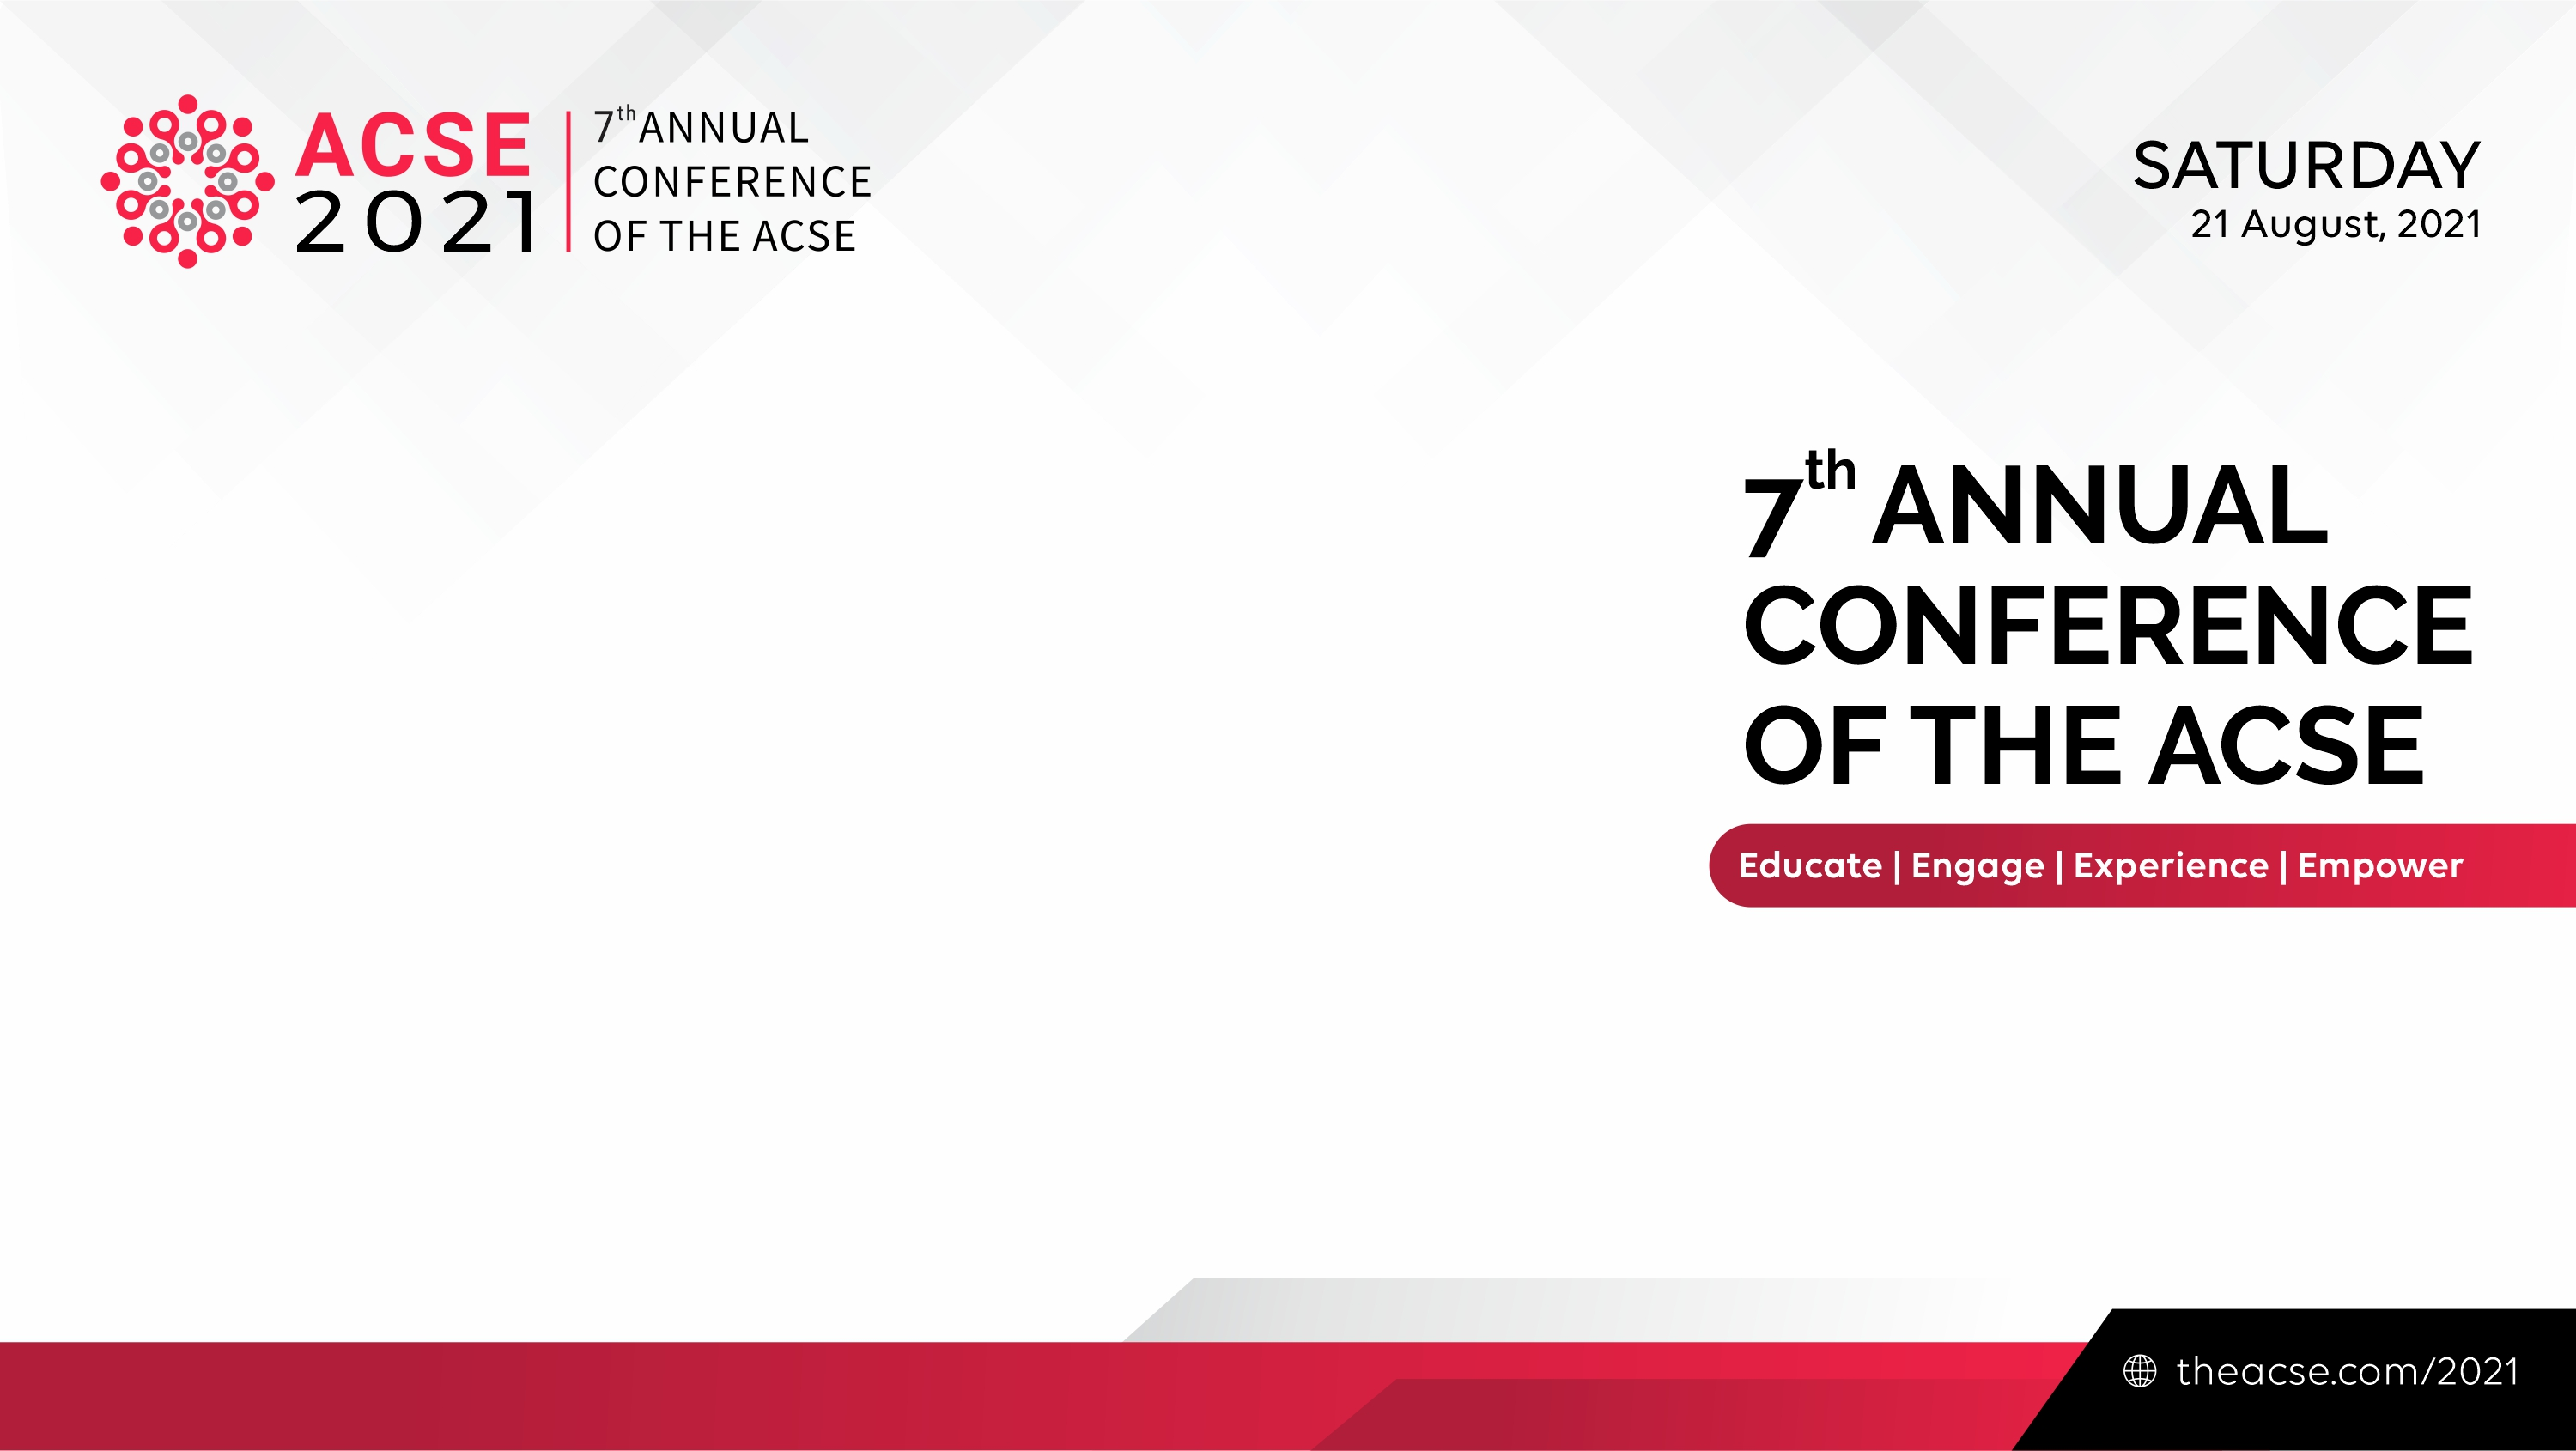 ACSE
2021
7th ANNUAL
CONFERENCE
OF THE ACSE
SATURDAY
21 August, 2021
7th ANNUAL
CONFERENCE
OF THE ACSE
Educate | Engage | Experience | Empower
theacse.com/2021